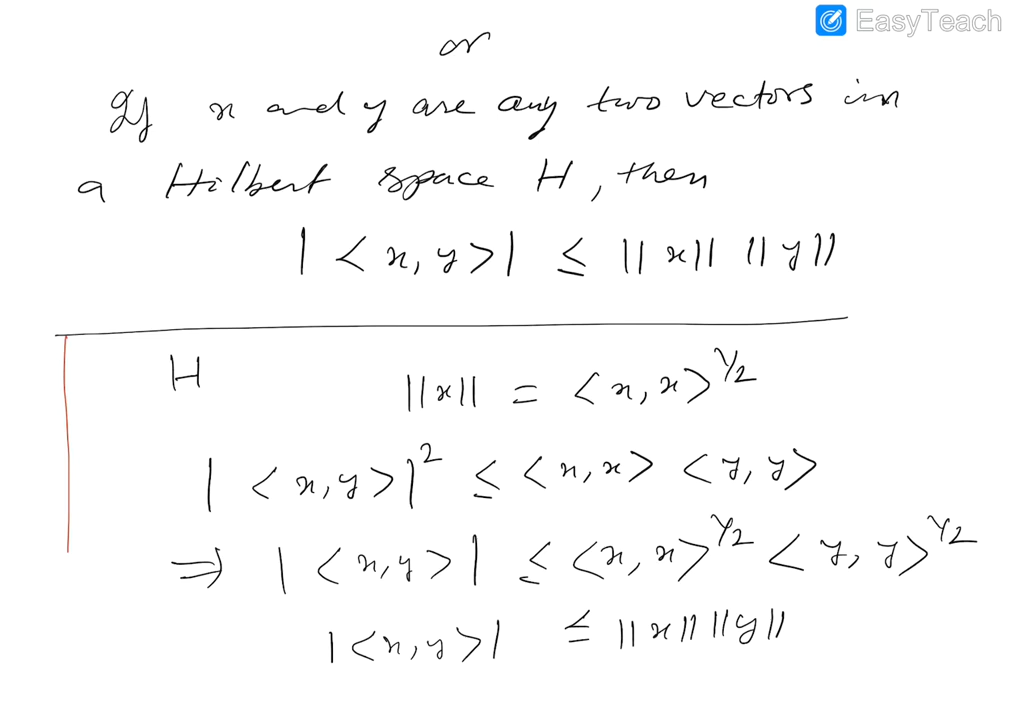 EasyTeach
or
If x and y are any two vectors in
a Hilbert space H, then
| < x, y > | ≤ || x || || y ||
H
|| x || = < x, x >^1/2
| < x, y > |^2 ≤ < x, x > < y, y >
⇒ | < x, y > | ≤ < x, x >^1/2 < y, y >^1/2
| < x, y > | ≤ || x || || y ||